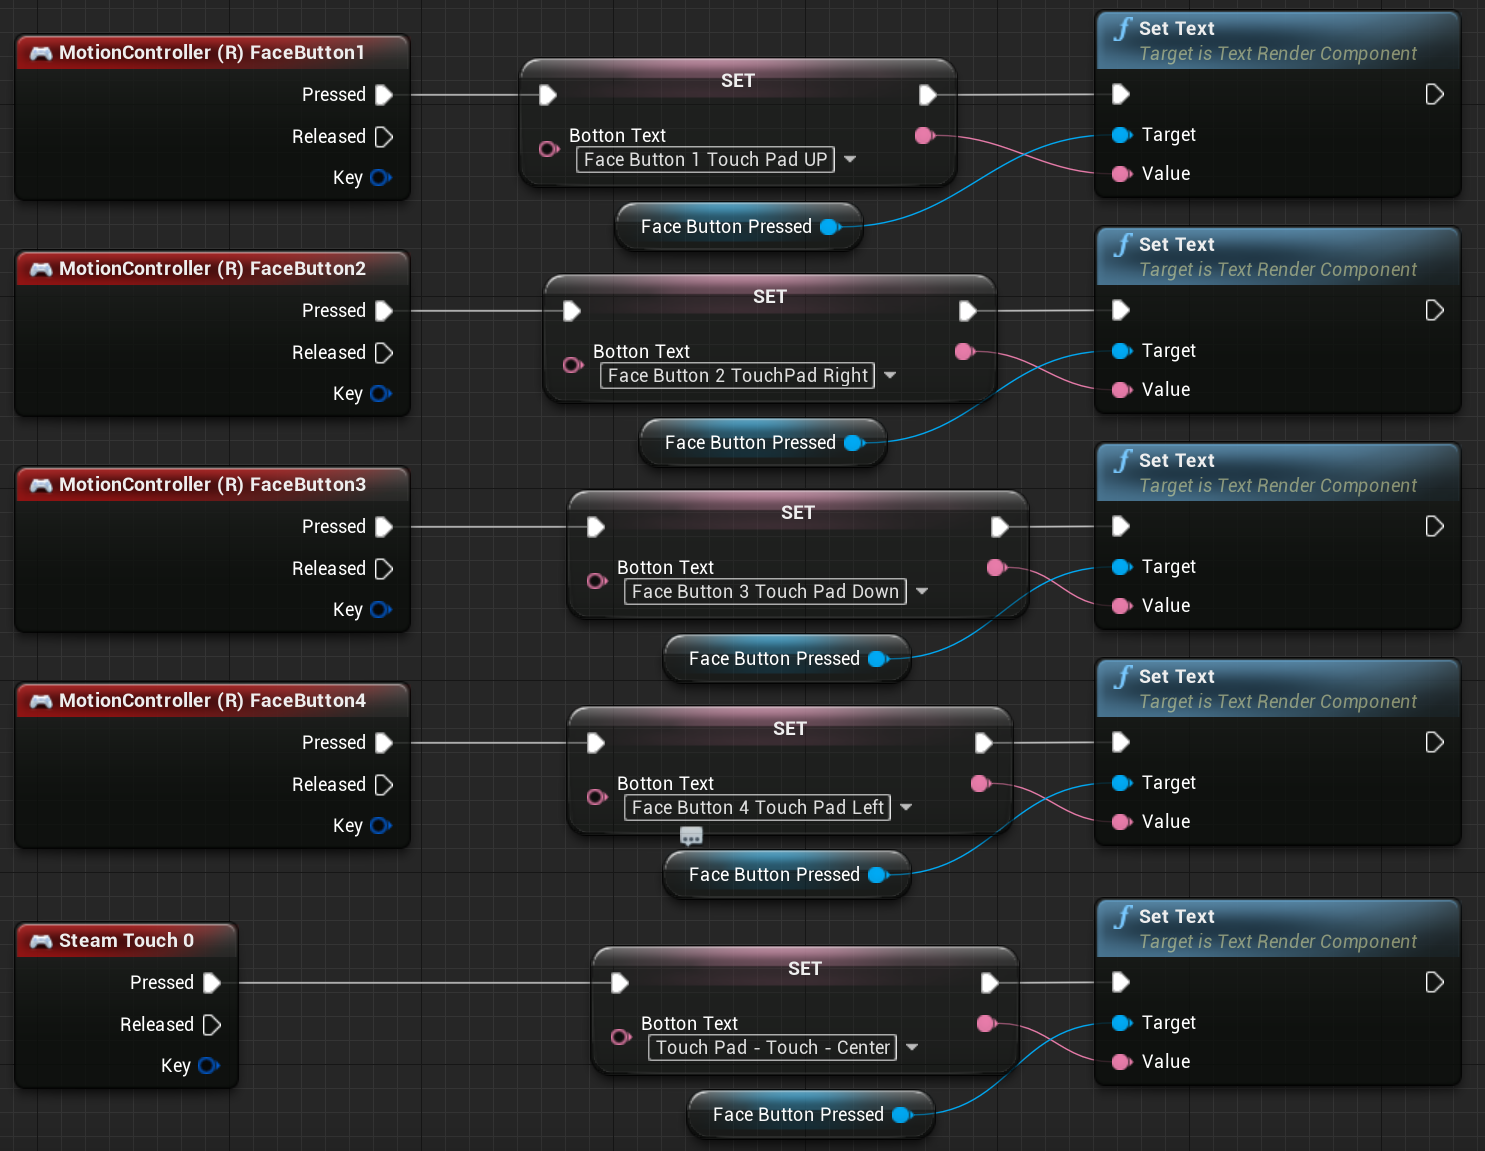 MotionController (R) FaceButton1
Pressed
Released
Key
SET
Botton Text
Face Button 1 Touch Pad UP
Face Button Pressed
Set Text
Target is Text Render Component
Target
Value
MotionController (R) FaceButton2
Pressed
Released
Key
SET
Botton Text
Face Button 2 TouchPad Right
Face Button Pressed
Set Text
Target is Text Render Component
Target
Value
MotionController (R) FaceButton3
Pressed
Released
Key
SET
Botton Text
Face Button 3 Touch Pad Down
Face Button Pressed
Set Text
Target is Text Render Component
Target
Value
MotionController (R) FaceButton4
Pressed
Released
Key
SET
Botton Text
Face Button 4 Touch Pad Left
Face Button Pressed
Set Text
Target is Text Render Component
Target
Value
Steam Touch 0
Pressed
Released
Key
SET
Botton Text
Touch Pad - Touch - Center
Face Button Pressed
Set Text
Target is Text Render Component
Target
Value